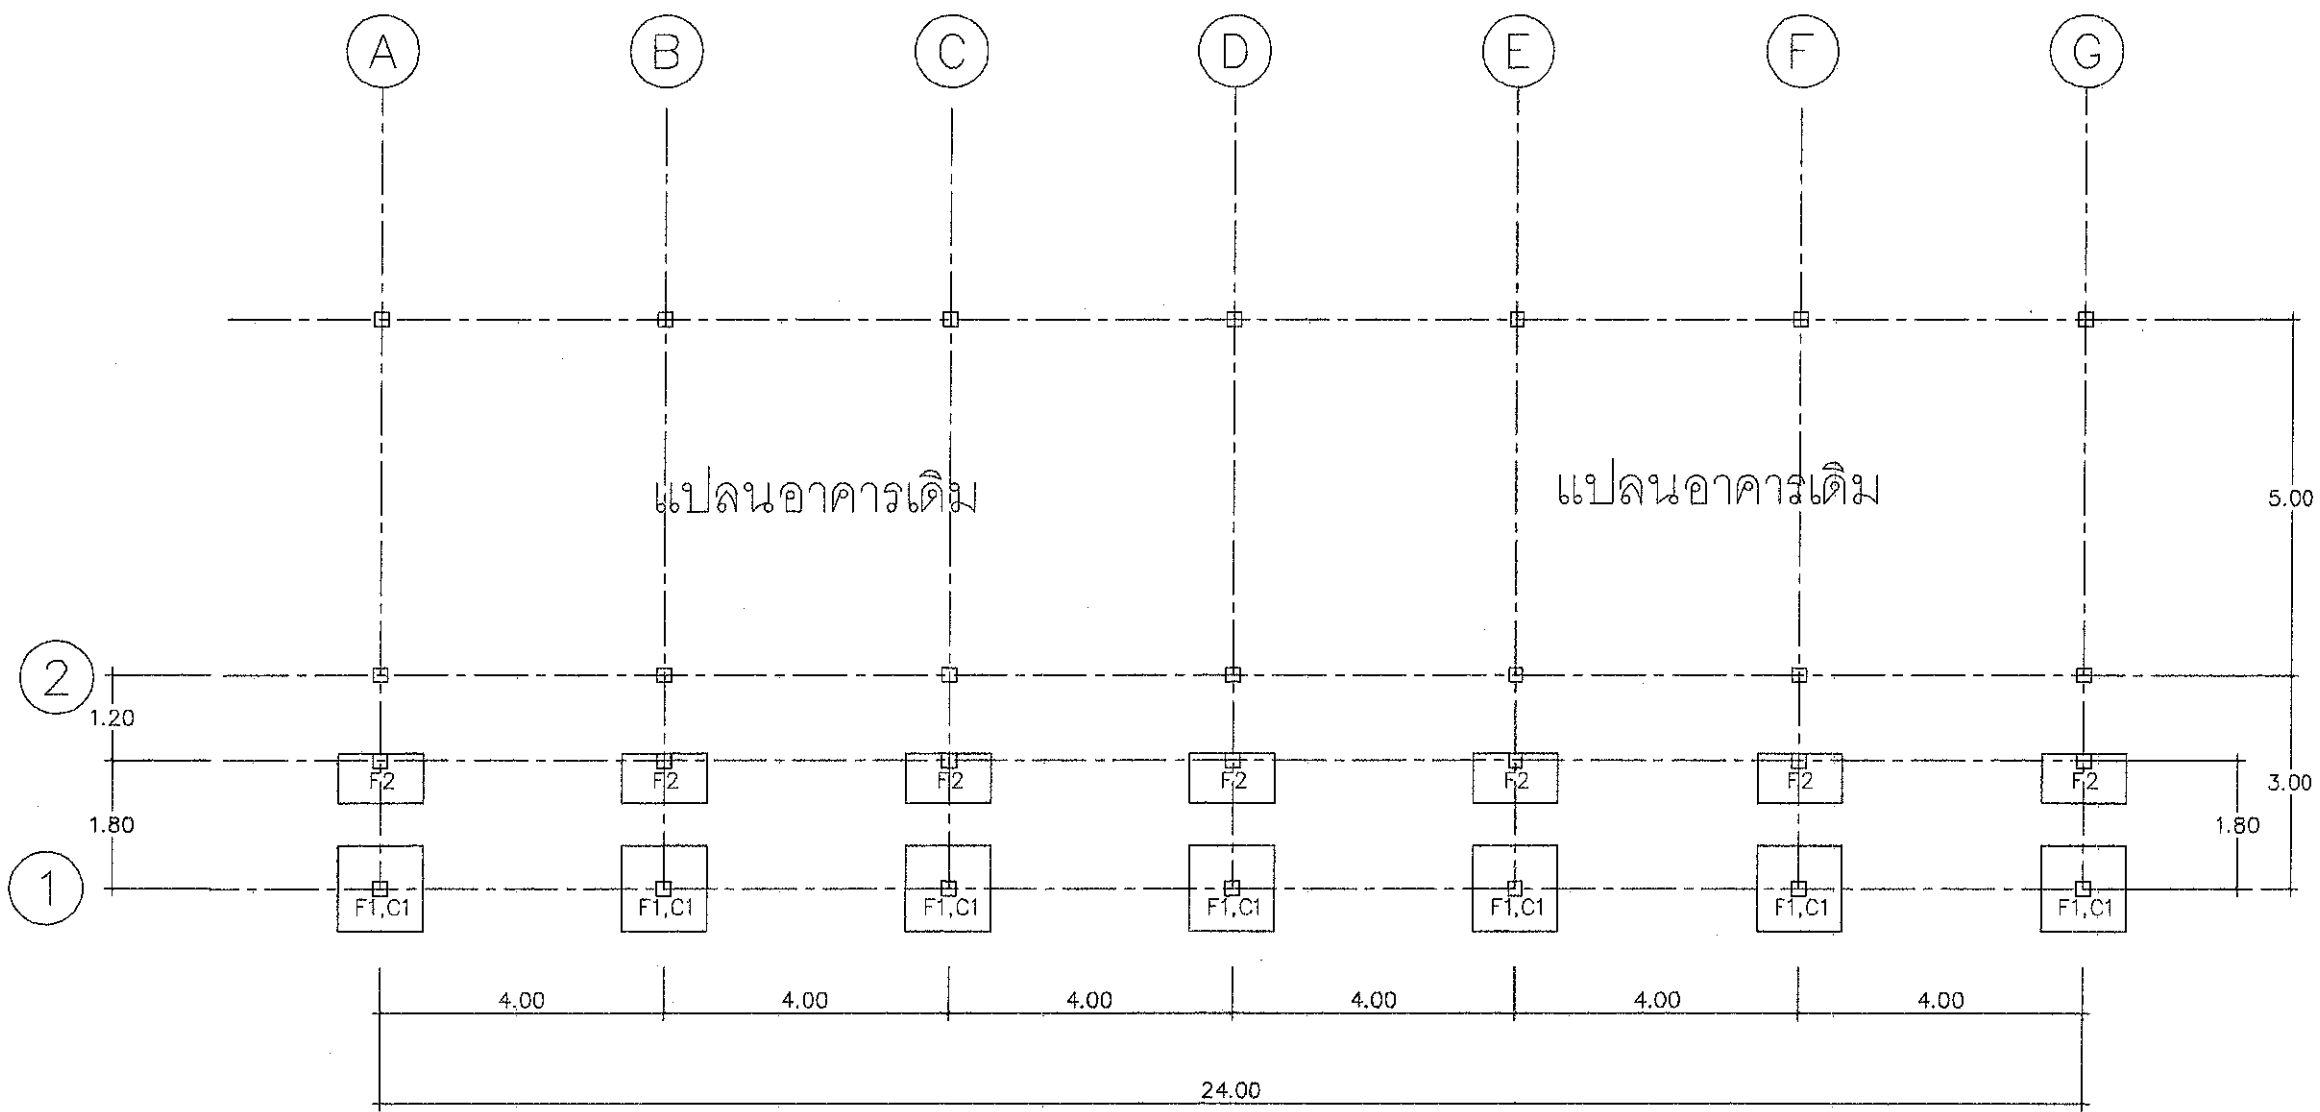 A B C D E F G
แปลนอาคารเดิม แปลนอาคารเดิม
5.00
2
1.20
F2 F2 F2 F2 F2 F2 F2
3.00
1.80 1.80
1
F1,C1 F1,C1 F1,C1 F1,C1 F1,C1 F1,C1 F1,C1
4.00 4.00 4.00 4.00 4.00 4.00
24.00